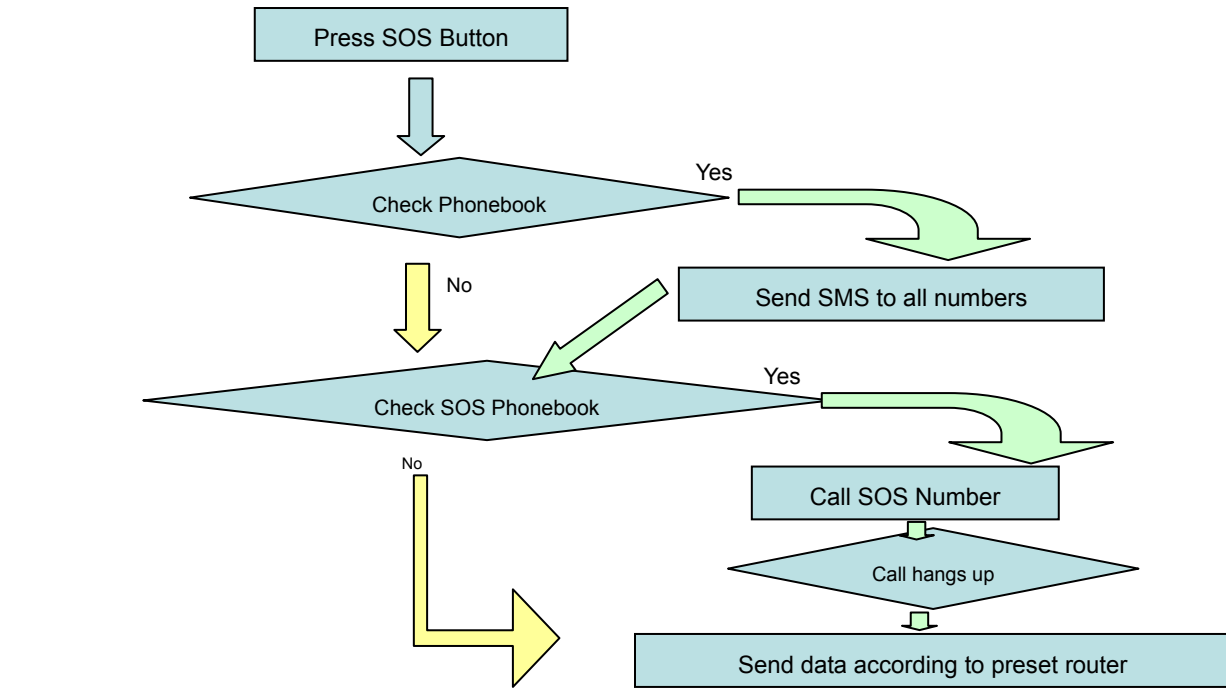 Press SOS Button
Yes
Check Phonebook
No
Send SMS to all numbers
Yes
Check SOS Phonebook
No
Call SOS Number
Call hangs up
Send data according to preset router